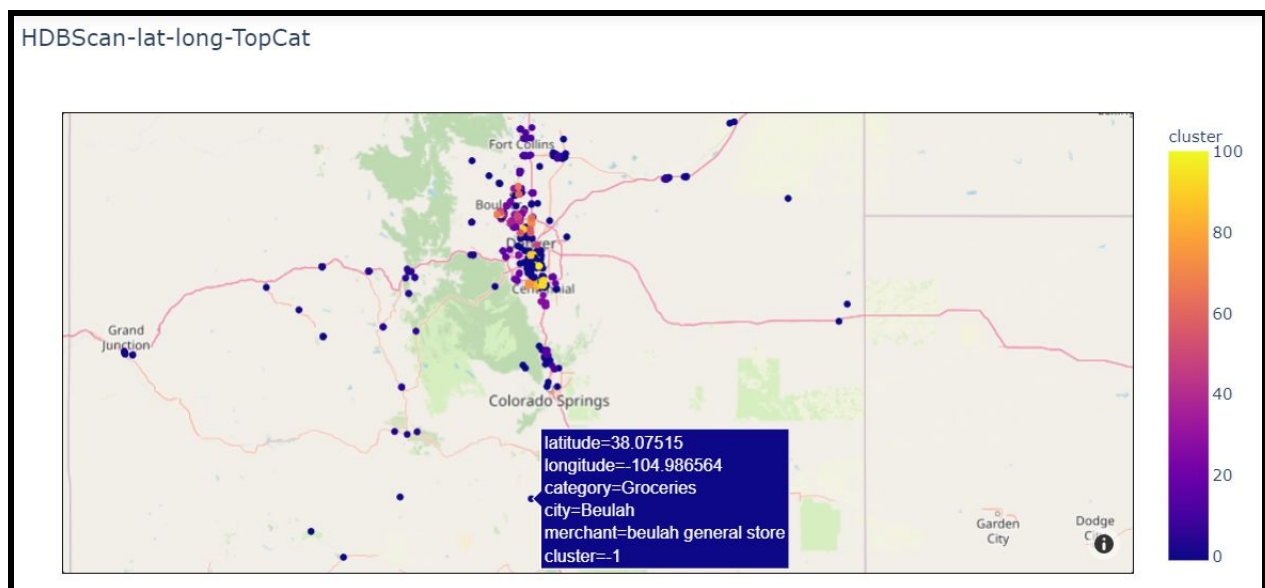 HDBScan-lat-long-TopCat
cluster
100
80
60
40
20
0
Fort Collins
Denver
Grand
Junction
Colorado Springs
latitude=38.07515
longitude=-104.986564
category=Groceries
city=Beulah
merchant=beulah general store
cluster=-1
Garden
City
Dodge
i